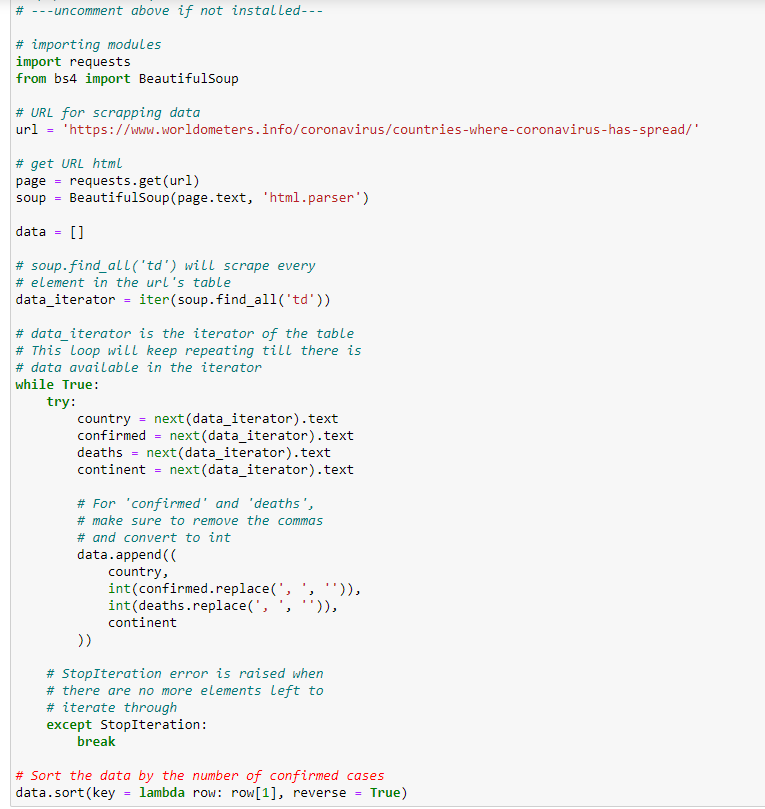 # ---uncomment above if not installed---
# importing modules
import requests
from bs4 import BeautifulSoup
# URL for scrapping data
url = 'https://www.worldometers.info/coronavirus/countries-where-coronavirus-has-spread/'
# get URL html
page = requests.get(url)
soup = BeautifulSoup(page.text, 'html.parser')
data = []
# soup.find_all('td') will scrape every
# element in the url's table
data_iterator = iter(soup.find_all('td'))
# data_iterator is the iterator of the table
# This loop will keep repeating till there is
# data available in the iterator
while True:
    try:
        country = next(data_iterator).text
        confirmed = next(data_iterator).text
        deaths = next(data_iterator).text
        continent = next(data_iterator).text
        # For 'confirmed' and 'deaths',
        # make sure to remove the commas
        # and convert to int
        data.append((
            country,
            int(confirmed.replace(', ', '')),
            int(deaths.replace(', ', '')),
            continent
        ))
    # StopIteration error is raised when
    # there are no more elements left to
    # iterate through
    except StopIteration:
        break
# Sort the data by the number of confirmed cases
data.sort(key = lambda row: row[1], reverse = True)